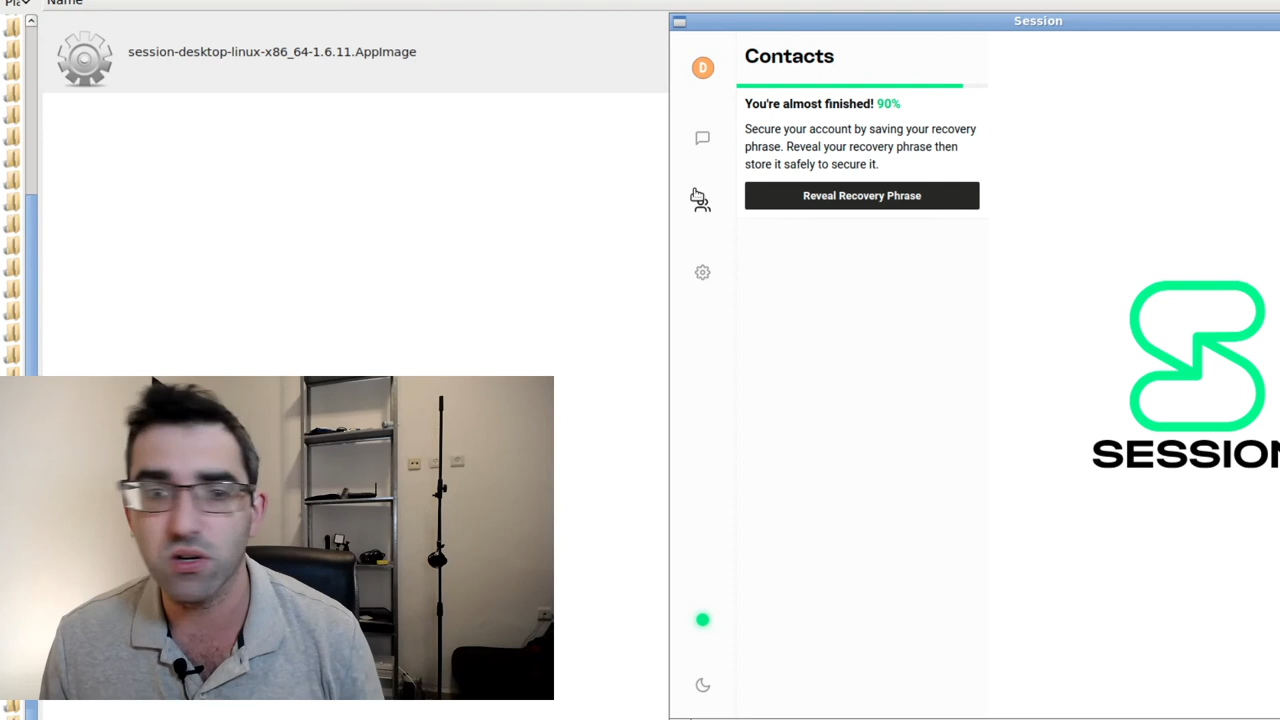 Name
session-desktop-linux-x86_64-1.6.11.AppImage
Session
D
Contacts
You're almost finished! 90%
Secure your account by saving your recovery
phrase. Reveal your recovery phrase then
store it safely to secure it.
Reveal Recovery Phrase
SESSION